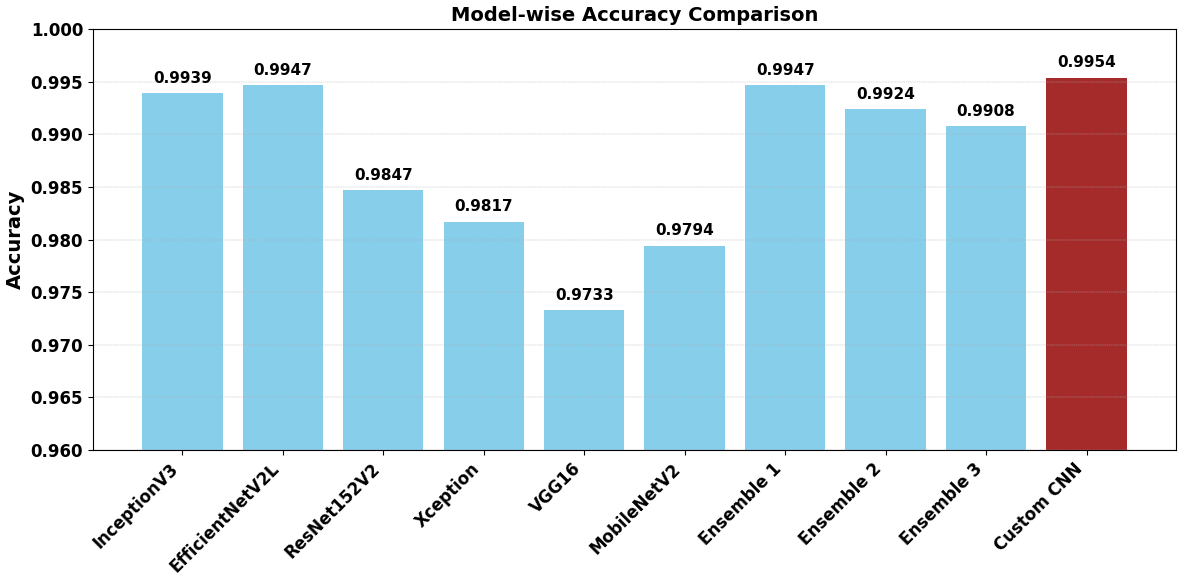 Model-wise Accuracy Comparison
Accuracy
1.000
0.995
0.990
0.985
0.980
0.975
0.970
0.965
0.960
0.9939
0.9947
0.9847
0.9817
0.9733
0.9794
0.9947
0.9924
0.9908
0.9954
InceptionV3
EfficientNetV2L
ResNet152V2
Xception
VGG16
MobileNetV2
Ensemble 1
Ensemble 2
Ensemble 3
Custom CNN